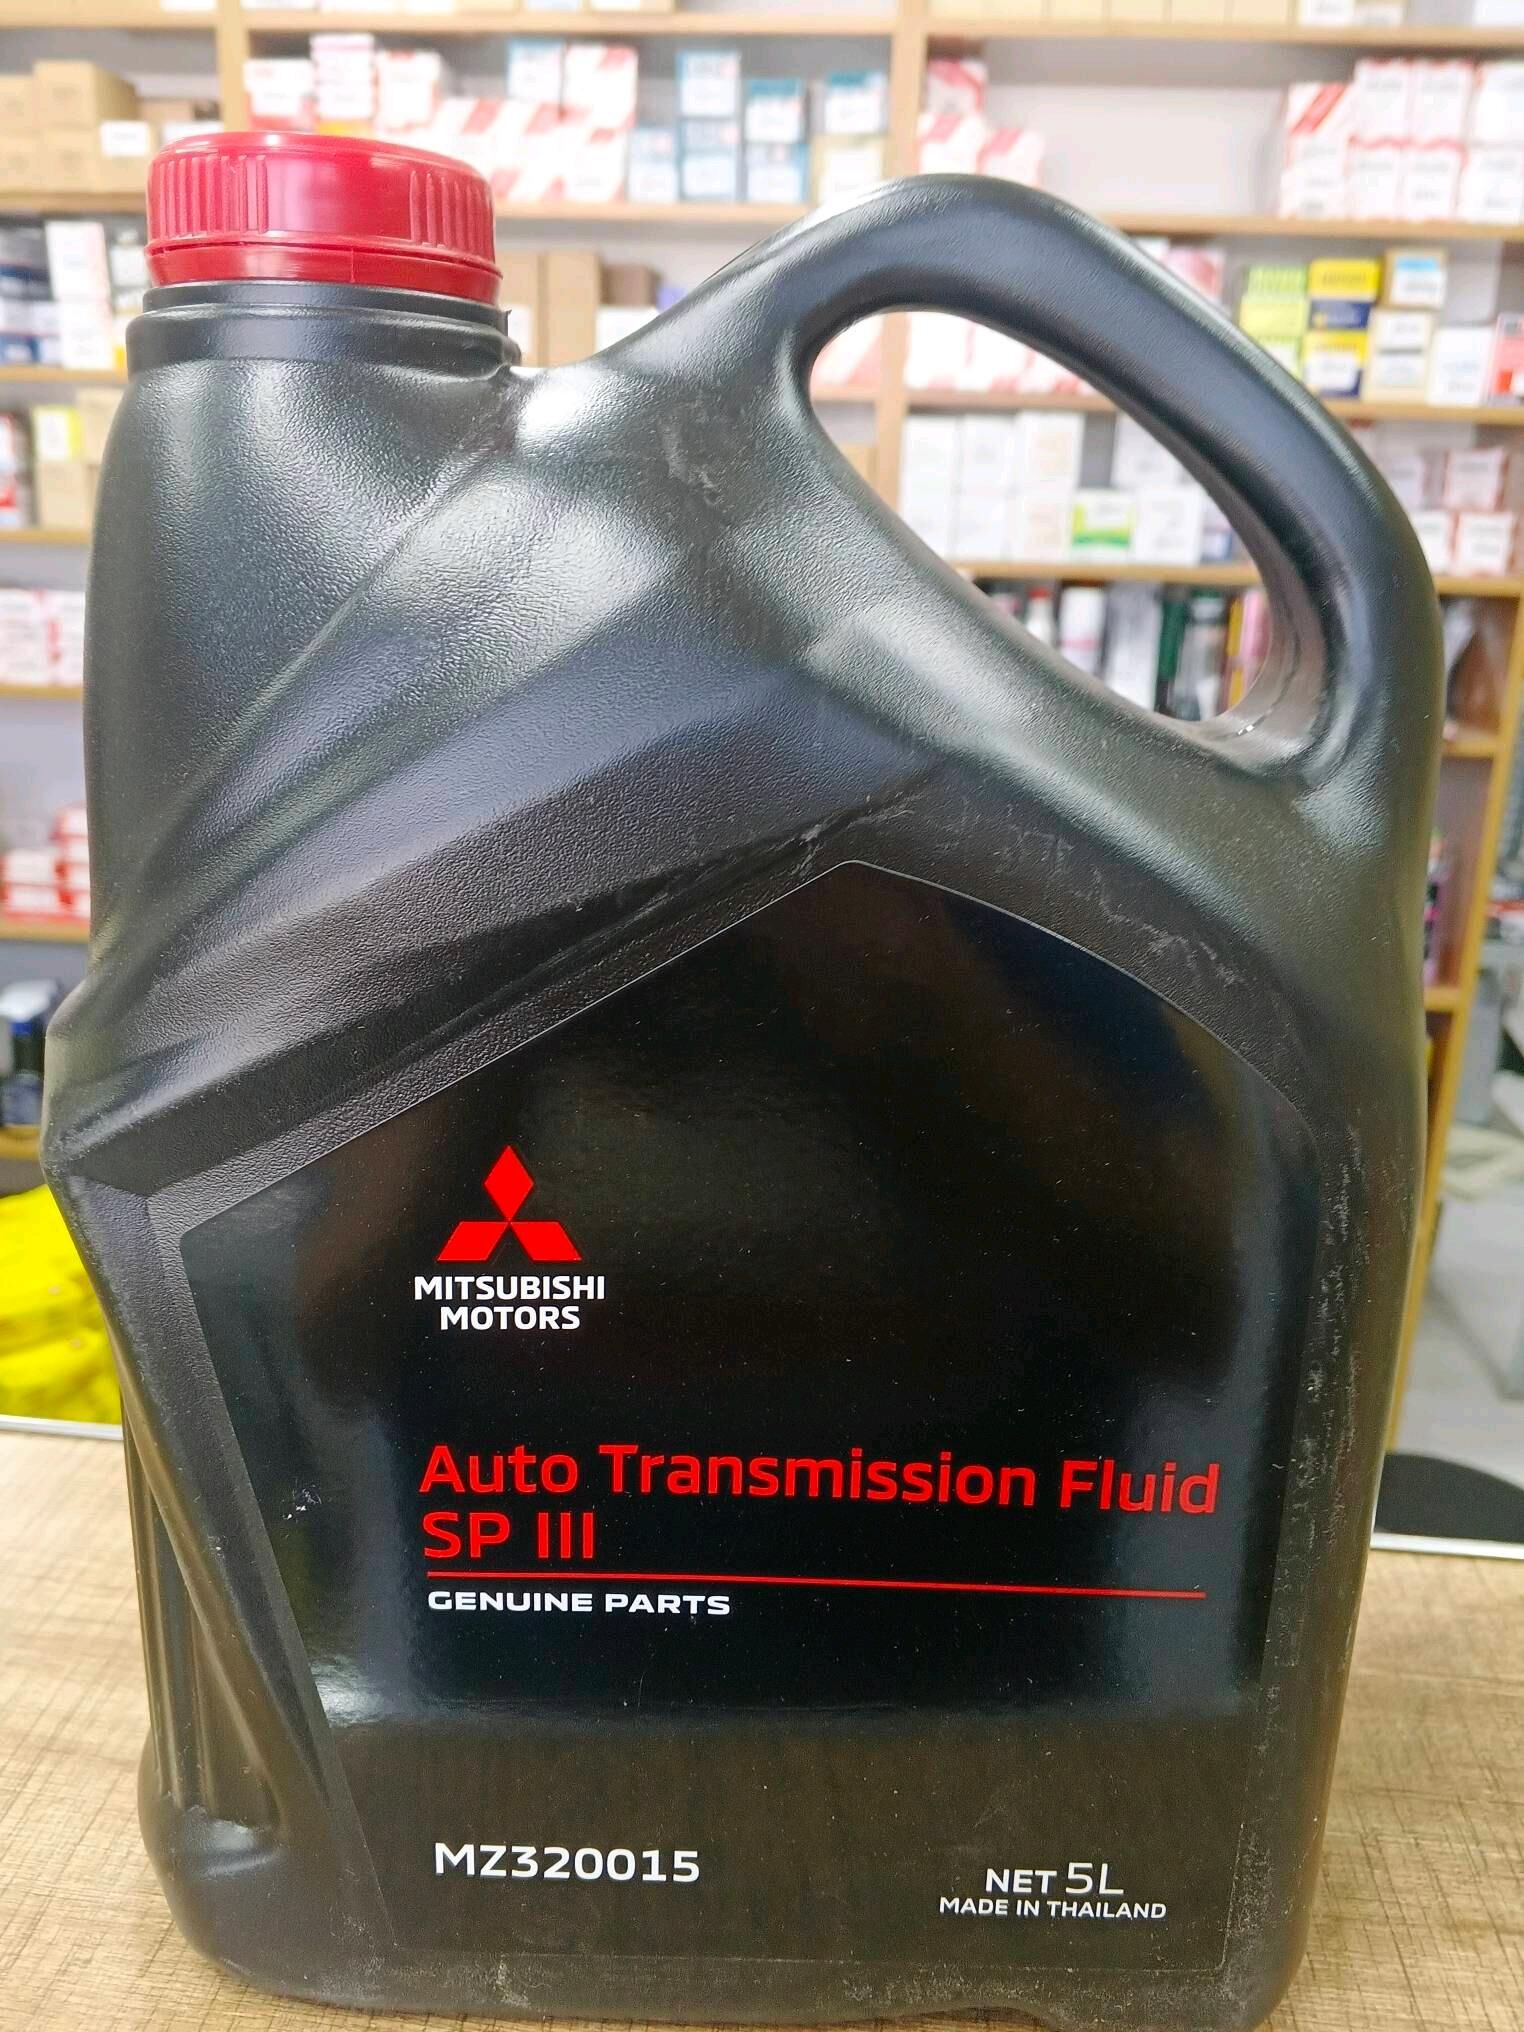 MITSUBISHI
MOTORS
Auto Transmission Fluid
SP III
GENUINE PARTS
MZ320015
NET 5L
MADE IN THAILAND